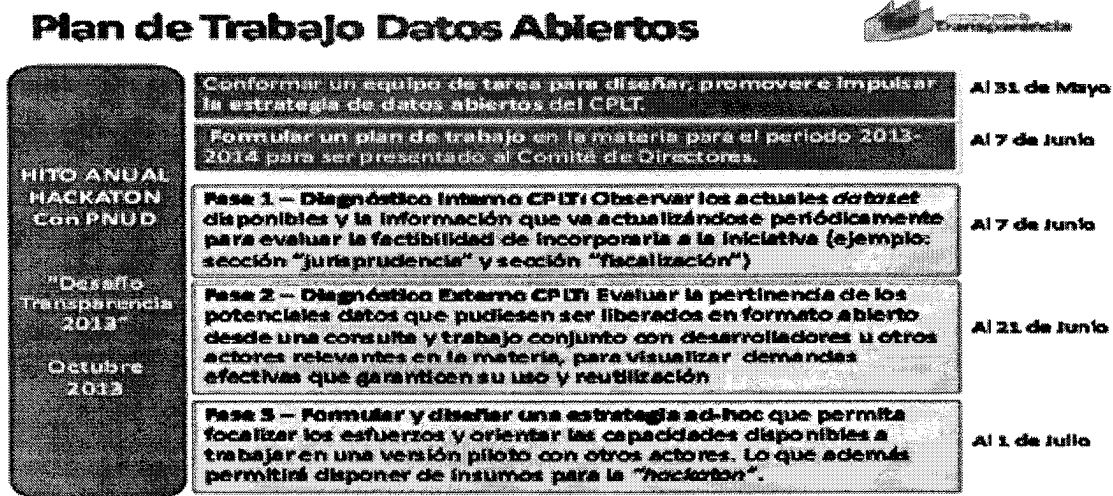 Plan de Trabajo Datos Abiertos
Transparencia
HITO ANUAL
HACKATON
Con PNUD
"Desafío
Transparencia
2013"
Octubre
2013
Conformar un equipo de tarea para diseñar, promover e impulsar
la estrategia de datos abiertos del CPLT.
Al 31 de Mayo
Formular un plan de trabajo en la materia para el periodo 2013-
2014 para ser presentado al Comité de Directores.
Al 7 de Junio
Fase 1 – Diagnóstico Interno CPLT: Observar los actuales dataset
disponibles y la información que va actualizándose periódicamente
para evaluar la factibilidad de incorporarla a la iniciativa (ejemplo:
sección "jurisprudencia" y sección "fiscalización")
Al 7 de Junio
Fase 2 – Diagnóstico Externo CPLT: Evaluar la pertinencia de los
potenciales datos que pudiesen ser liberados en formato abierto
desde una consulta y trabajo conjunto con desarrolladores u otros
actores relevantes en la materia, para visualizar demandas
efectivas que garanticen su uso y reutilización
Al 21 de Junio
Fase 3 – Formular y diseñar una estrategia ad-hoc que permita
focalizar los esfuerzos y orientar las capacidades disponibles a
trabajar en una versión piloto con otros actores. Lo que además
permitirá disponer de insumos para la "hackaton".
Al 1 de Julio